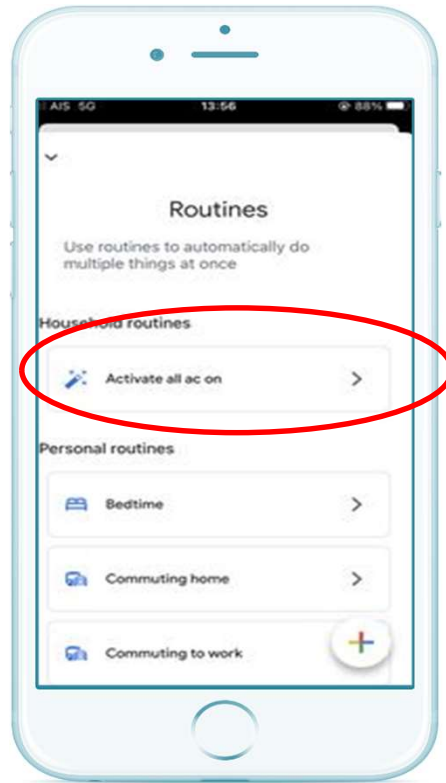 AIS 5G 13:56 88%
Routines
Use routines to automatically do
multiple things at once
Household routines
Activate all ac on
Personal routines
Bedtime
Commuting home
Commuting to work